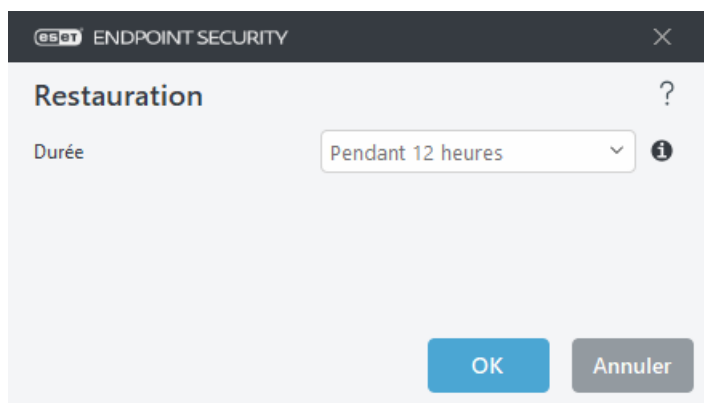 eset ENDPOINT SECURITY
Restauration
?
Durée
Pendant 12 heures
i
OK
Annuler